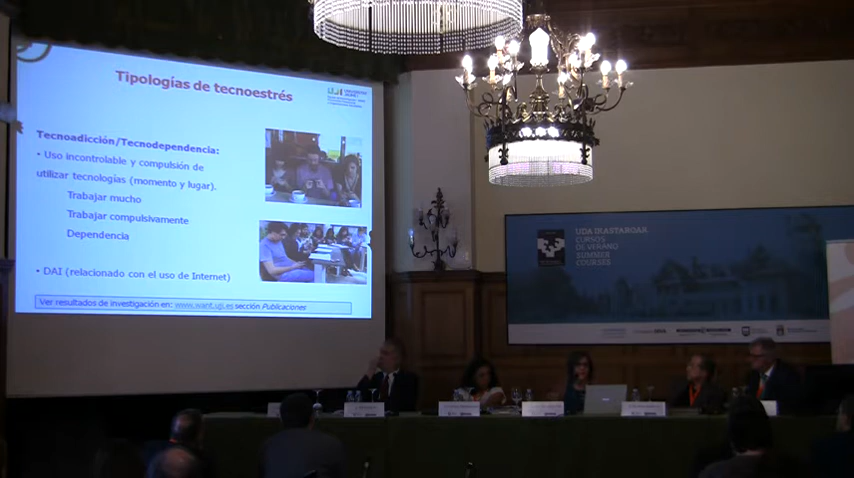 Tipologías de tecnoestrés
Tecnoadicción/Tecnodependencia:
• Uso incontrolable y compulsión de
utilizar tecnologías (momento y lugar).
Trabajar mucho
Trabajar compulsivamente
Dependencia
• DAI (relacionado con el uso de Internet)
Ver resultados de investigación en: www.want.uji.es sección Publicaciones
UDA IKASTAROAK
CURSOS
DE VERANO
SUMMER
COURSES